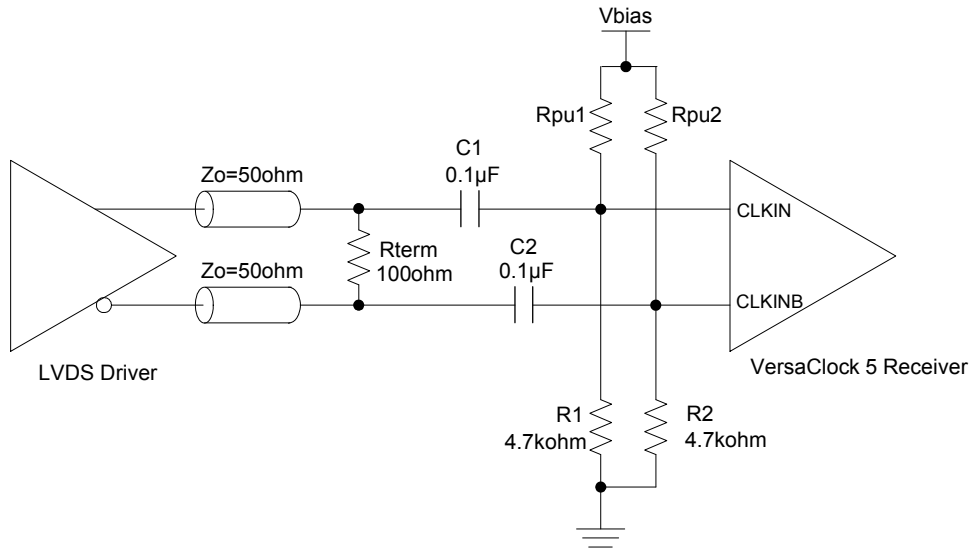 Vbias
Rpu1
Rpu2
C1
0.1µF
Zo=50ohm
CLKIN
Rterm
100ohm
C2
0.1µF
Zo=50ohm
CLKINB
LVDS Driver
VersaClock 5 Receiver
R1
4.7kohm
R2
4.7kohm